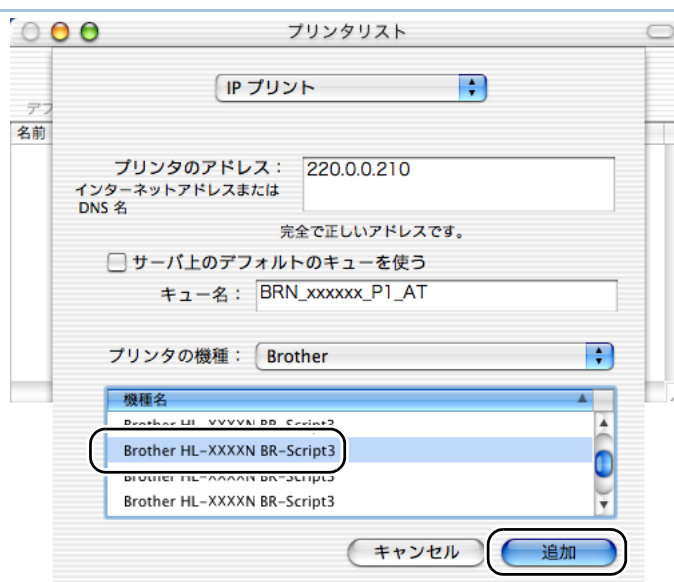 プリンタリスト
IP プリント
デフ
名前
プリンタのアドレス： 220.0.0.210
インターネットアドレスまたは
DNS 名
完全で正しいアドレスです。
サーバ上のデフォルトのキューを使う
キュー名： BRN_xxxxxx_P1_AT
プリンタの機種： Brother
機種名
Brother HL-XXXXN BR-Script3
Brother HL-XXXXN BR-Script3
Brother HL-XXXXN BR-Script3
Brother HL-XXXXN BR-Script3
キャンセル 追加